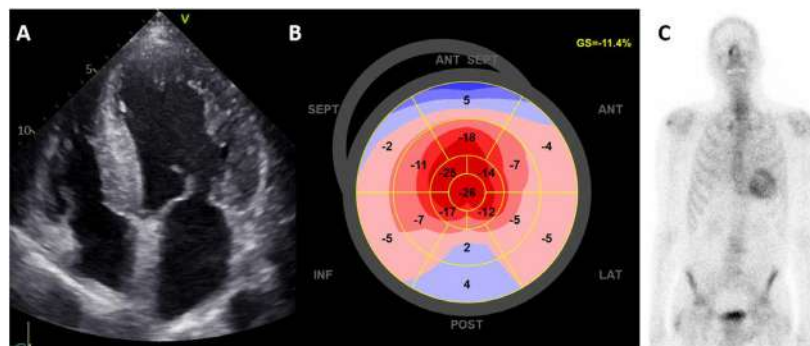 A
V
5
10
B
GS=-11.4%
ANT SEPT
SEPT
ANT
5
-2
-4
-18
-11
-7
-25
-14
-26
-17
-12
-7
-5
-5
-5
2
4
INF
LAT
POST
C